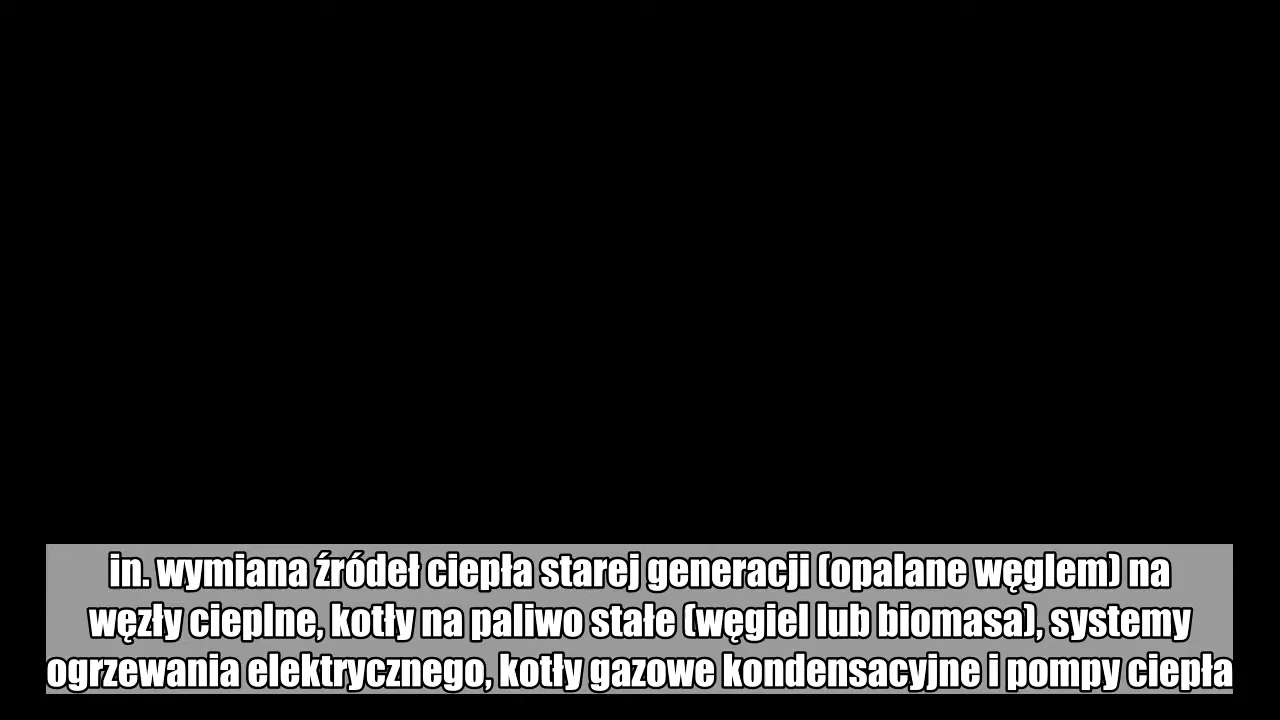 in. wymiana źródeł ciepła starej generacji (opalane węglem) na
węzły cieplne, kotły na paliwo stałe (węgiel lub biomasa), systemy
ogrzewania elektrycznego, kotły gazowe kondensacyjne i pompy ciepła